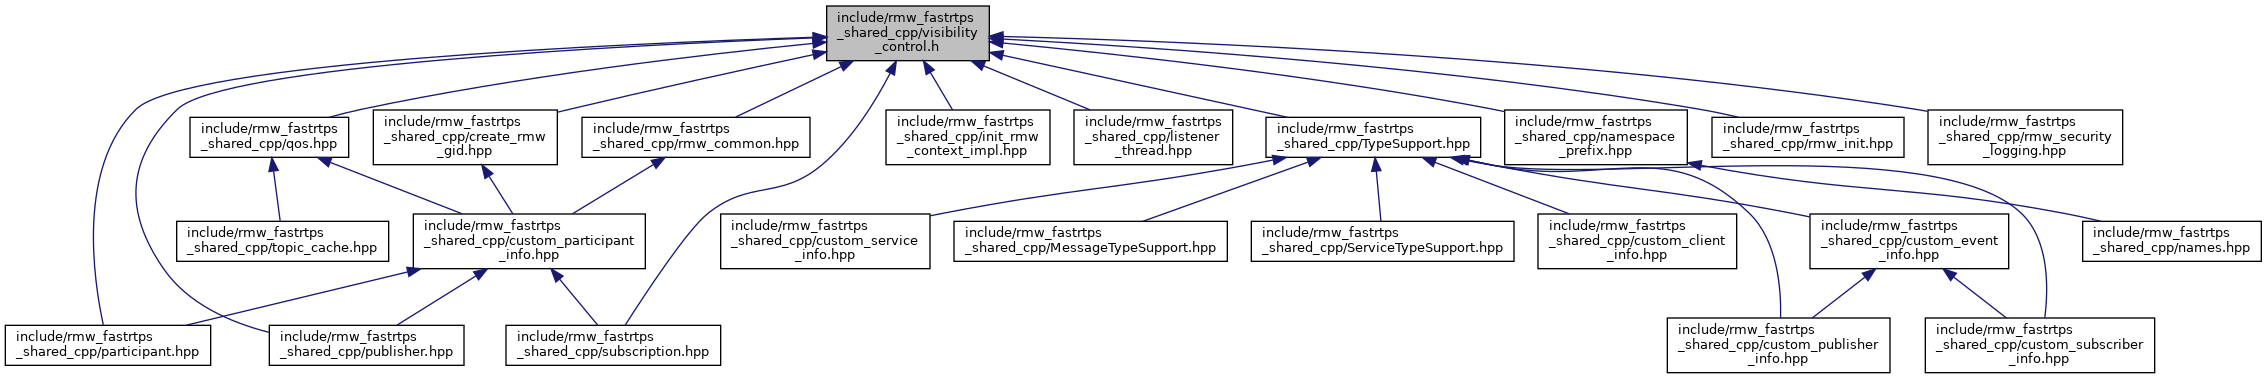 include/rmw_fastrtps
_shared_cpp/visibility
_control.h
include/rmw_fastrtps
_shared_cpp/qos.hpp
include/rmw_fastrtps
_shared_cpp/create_rmw
_gid.hpp
include/rmw_fastrtps
_shared_cpp/rmw_common.hpp
include/rmw_fastrtps
_shared_cpp/init_rmw
_context_impl.hpp
include/rmw_fastrtps
_shared_cpp/listener
_thread.hpp
include/rmw_fastrtps
_shared_cpp/TypeSupport.hpp
include/rmw_fastrtps
_shared_cpp/namespace
_prefix.hpp
include/rmw_fastrtps
_shared_cpp/rmw_init.hpp
include/rmw_fastrtps
_shared_cpp/rmw_security
_logging.hpp
include/rmw_fastrtps
_shared_cpp/topic_cache.hpp
include/rmw_fastrtps
_shared_cpp/custom_participant
_info.hpp
include/rmw_fastrtps
_shared_cpp/custom_service
_info.hpp
include/rmw_fastrtps
_shared_cpp/MessageTypeSupport.hpp
include/rmw_fastrtps
_shared_cpp/ServiceTypeSupport.hpp
include/rmw_fastrtps
_shared_cpp/custom_client
_info.hpp
include/rmw_fastrtps
_shared_cpp/custom_event
_info.hpp
include/rmw_fastrtps
_shared_cpp/names.hpp
include/rmw_fastrtps
_shared_cpp/participant.hpp
include/rmw_fastrtps
_shared_cpp/publisher.hpp
include/rmw_fastrtps
_shared_cpp/subscription.hpp
include/rmw_fastrtps
_shared_cpp/custom_publisher
_info.hpp
include/rmw_fastrtps
_shared_cpp/custom_subscriber
_info.hpp